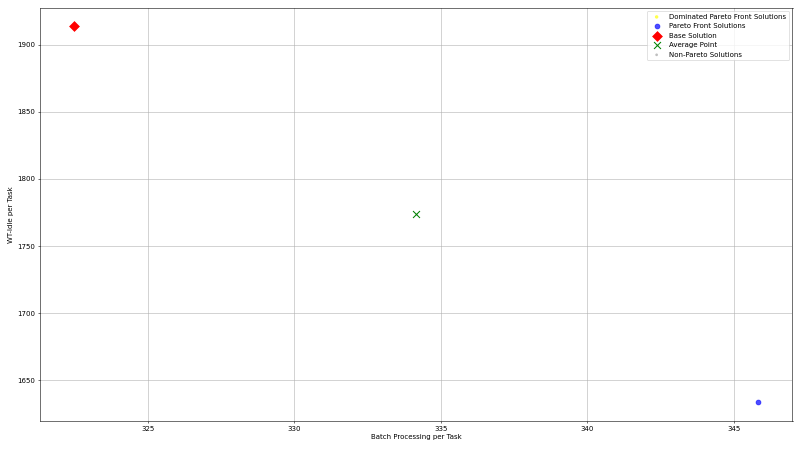 Dominated Pareto Front Solutions
Pareto Front Solutions
Base Solution
Average Point
Non-Pareto Solutions
1900
1850
1800
1750
1700
1650
WT-Idle per Task
325
330
335
340
345
Batch Processing per Task